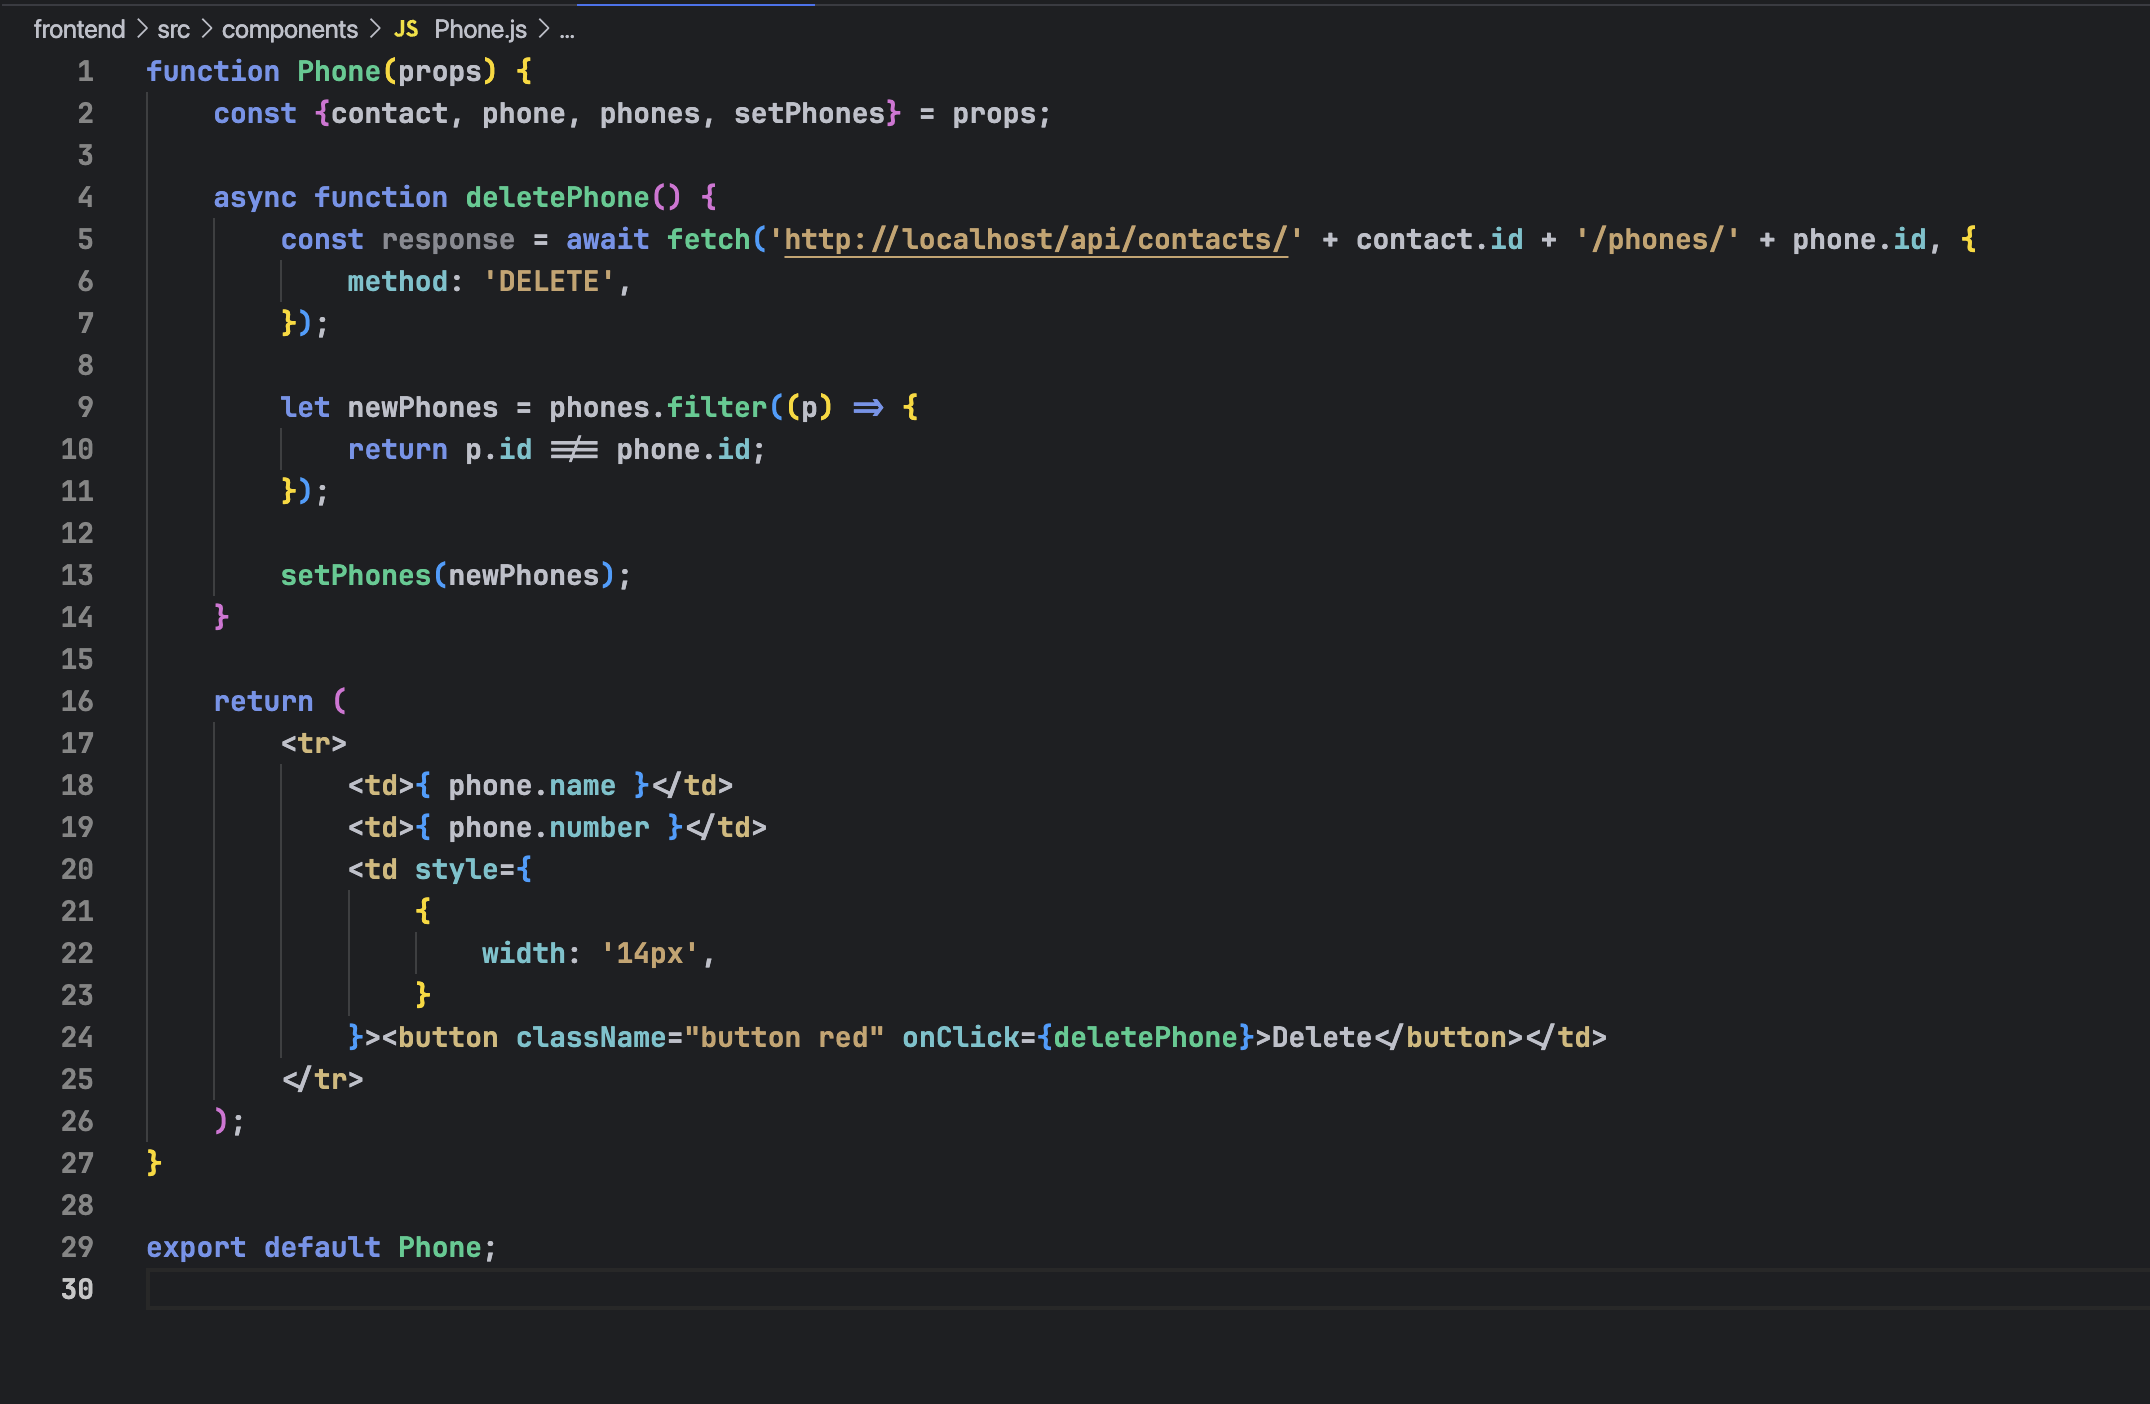 frontend > src > components > JS Phone.js > ...
1 function Phone(props) {
2     const {contact, phone, phones, setPhones} = props;
3
4     async function deletePhone() {
5         const response = await fetch('http://localhost/api/contacts/' + contact.id + '/phones/' + phone.id, {
6             method: 'DELETE',
7         });
8
9         let newPhones = phones.filter((p) => {
10             return p.id !== phone.id;
11         });
12
13         setPhones(newPhones);
14     }
15
16     return (
17         <tr>
18             <td>{ phone.name }</td>
19             <td>{ phone.number }</td>
20             <td style={
21                 {
22                     width: '14px',
23                 }
24             }><button className="button red" onClick={deletePhone}>Delete</button></td>
25         </tr>
26     );
27 }
28
29 export default Phone;
30